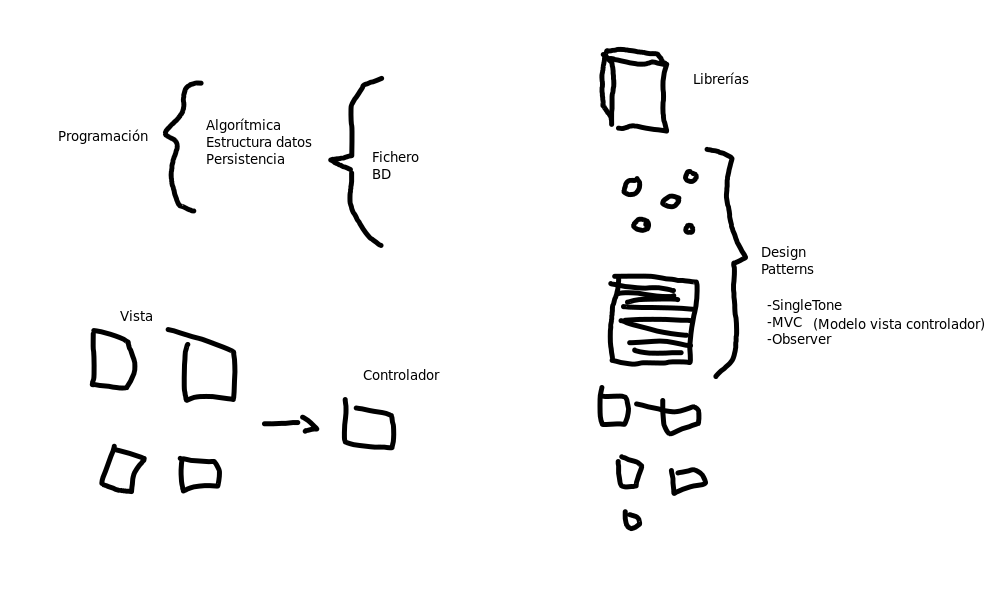 Programación
Algorítmica
Estructura datos
Persistencia
Fichero
BD
Librerías
Design
Patterns
-SingleTone
-MVC (Modelo vista controlador)
-Observer
Vista
Controlador